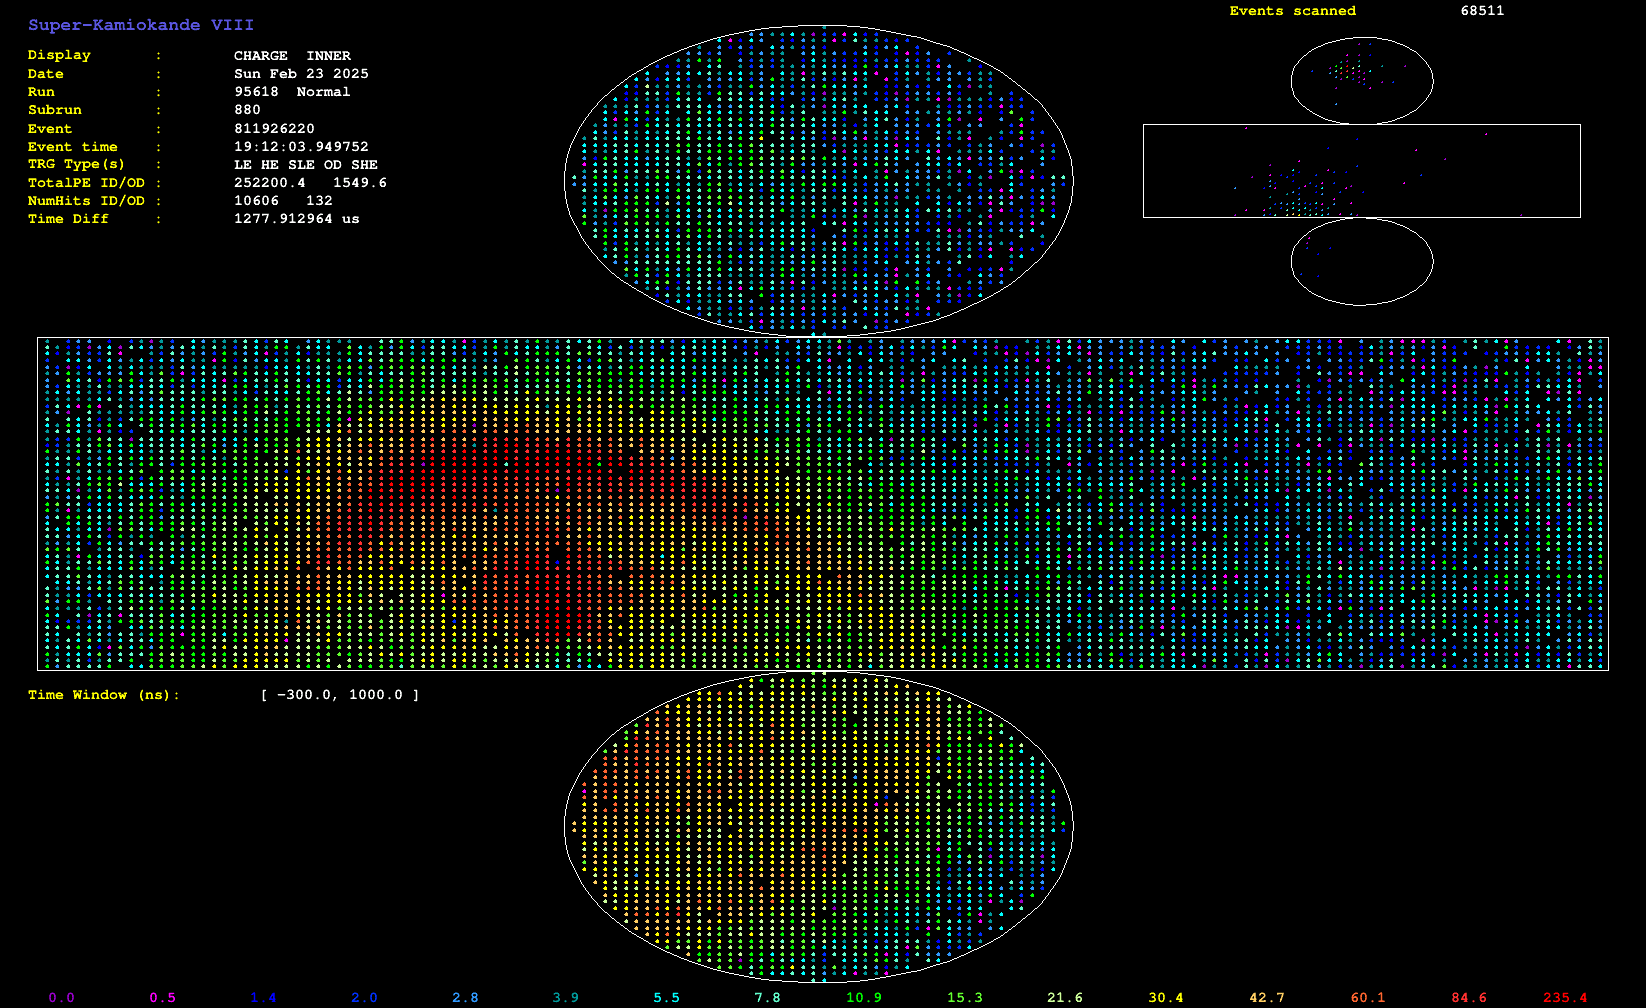 Super-Kamiokande VIII
Display : CHARGE INNER
Date : Sun Feb 23 2025
Run : 95618 Normal
Subrun : 880
Event : 811926220
Event time : 19:12:03.949752
TRG Type(s) : LE HE SLE OD SHE
TotalPE ID/OD : 252200.4 1549.6
NumHits ID/OD : 10606 132
Time Diff : 1277.912964 us
Events scanned 68511
Time Window (ns): [ -300.0, 1000.0 ]
0.0 0.5 1.4 2.0 2.8 3.9 5.5 7.8 10.9 15.3 21.6 30.4 42.7 60.1 84.6 235.4